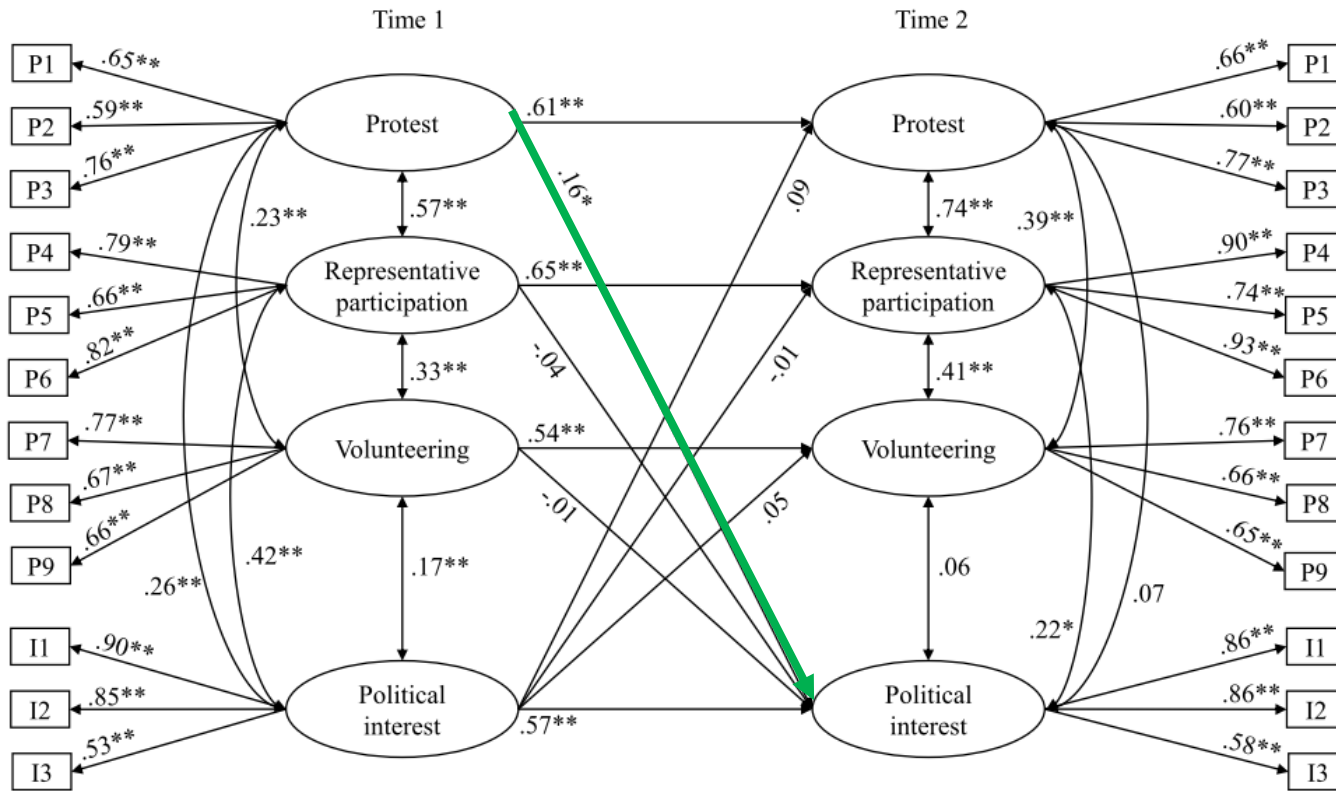 Time 1
Time 2
P1
.65**
P2
.59**
P3
.76**
P4
.79**
P5
.66**
P6
.82**
P7
.77**
P8
.67**
P9
.66**
I1
.90**
I2
.85**
I3
.53**
Protest
.57**
.23**
Representative
participation
.33**
Volunteering
.17**
.42**
.26**
Political
interest
.61**
.16*
.09
.65**
-.04
-.01
.54**
-.01
.05
.57**
Protest
.74**
.39**
Representative
participation
.41**
Volunteering
.06
.22*
.07
Political
interest
.66**
P1
.60**
P2
.77**
P3
.90**
P4
.74**
P5
.93**
P6
.76**
P7
.66**
P8
.65**
P9
.86**
I1
.86**
I2
.58**
I3